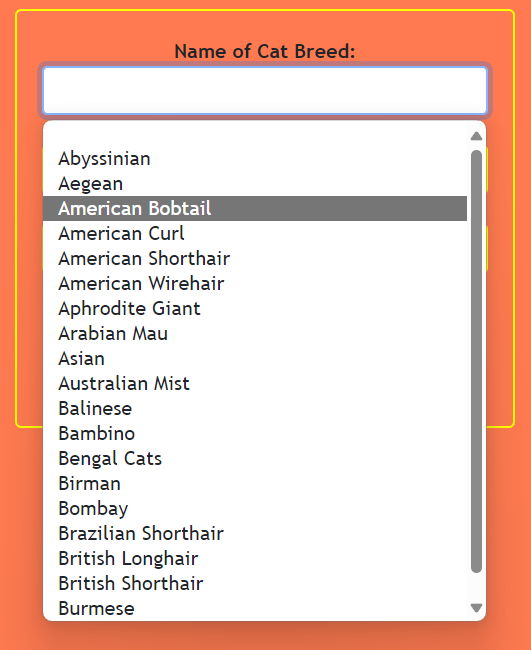 Name of Cat Breed:
Abyssinian
Aegean
American Bobtail
American Curl
American Shorthair
American Wirehair
Aphrodite Giant
Arabian Mau
Asian
Australian Mist
Balinese
Bambino
Bengal Cats
Birman
Bombay
Brazilian Shorthair
British Longhair
British Shorthair
Burmese